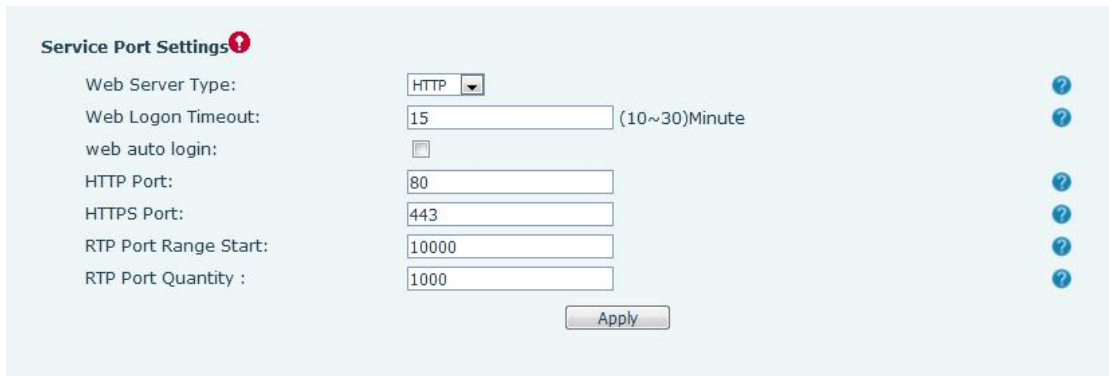 Service Port Settings
Web Server Type: HTTP
Web Logon Timeout: 15 (10~30)Minute
web auto login:
HTTP Port: 80
HTTPS Port: 443
RTP Port Range Start: 10000
RTP Port Quantity : 1000
Apply